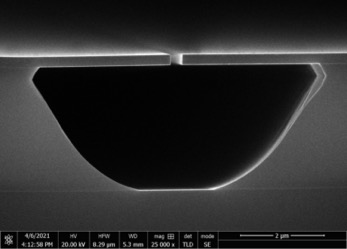 4/6/2021 HV HFW WD mag det mode
4:12:58 PM 20.00 kV 8.29 µm 5.3 mm 25 000 x TLD SE 2 µm